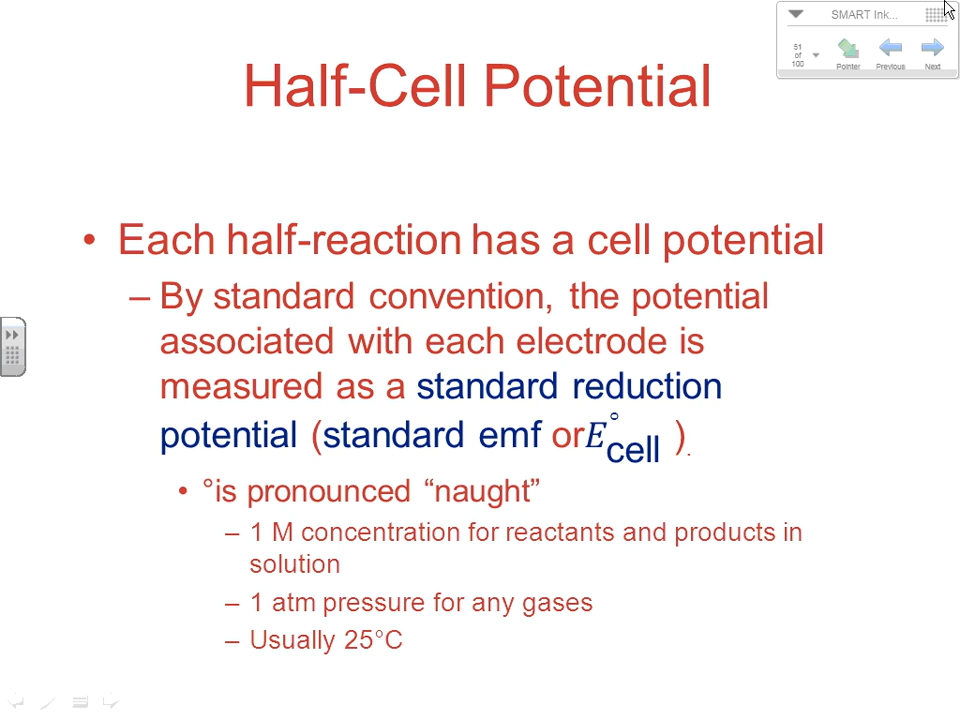 SMART Ink...
51
of
100
Pointer Previous Next
Half-Cell Potential
• Each half-reaction has a cell potential
– By standard convention, the potential
associated with each electrode is
measured as a standard reduction
potential (standard emf or E°cell ).
• °is pronounced “naught”
– 1 M concentration for reactants and products in
solution
– 1 atm pressure for any gases
– Usually 25°C